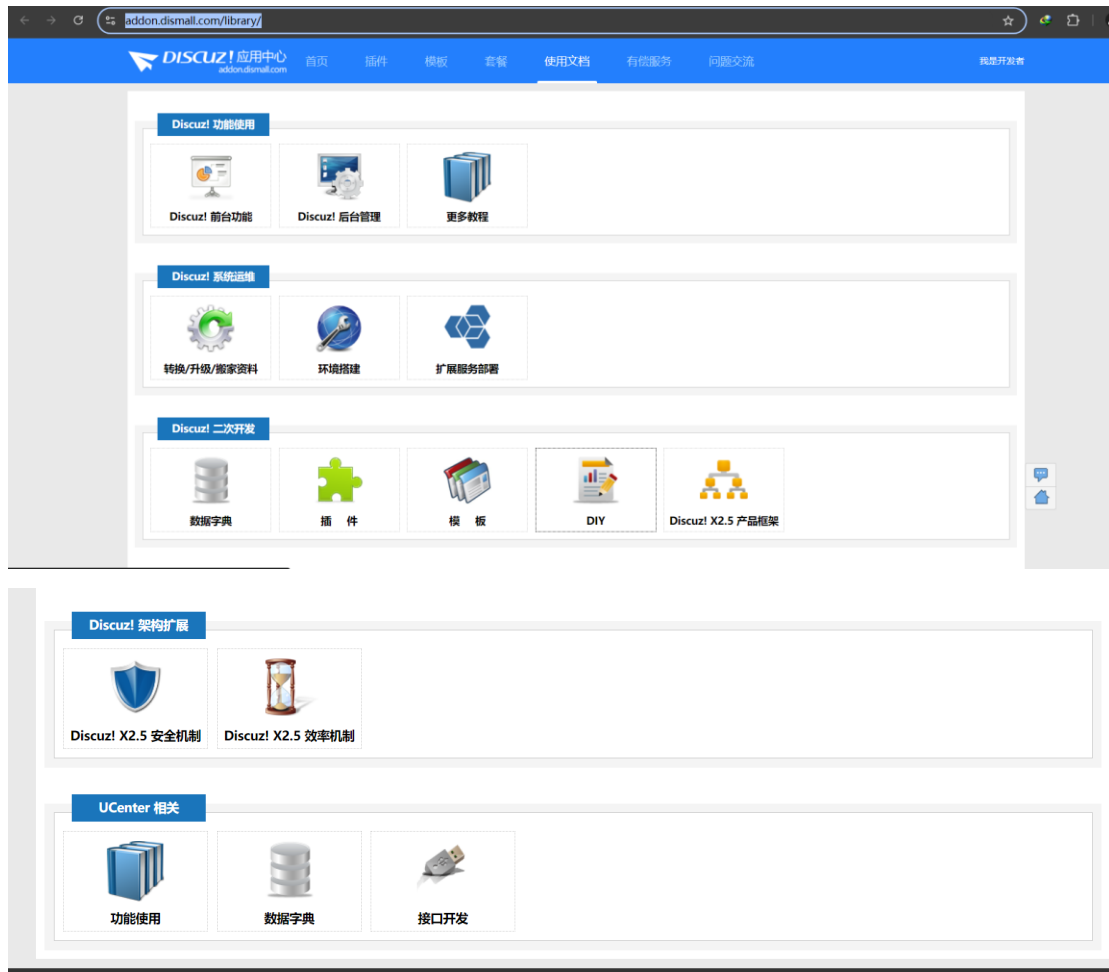 addon.dismall.com/library/
DISCUZ! 应用中心
addon.dismall.com
首页 插件 模板 套餐 使用文档 有偿服务 问题交流 我是开发者
Discuz! 功能使用
Discuz! 前台功能 Discuz! 后台管理 更多教程
Discuz! 系统运维
转换/升级/搬家资料 环境搭建 扩展服务部署
Discuz! 二次开发
数据字典 插 件 模 板 DIY Discuz! X2.5 产品框架
Discuz! 架构扩展
Discuz! X2.5 安全机制 Discuz! X2.5 效率机制
UCenter 相关
功能使用 数据字典 接口开发